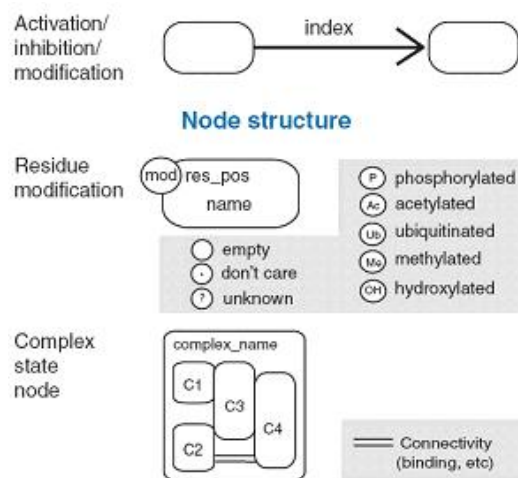 Activation/
inhibition/
modification
index
Node structure
Residue
modification
mod
res_pos
name
empty
• don't care
? unknown
P phosphorylated
Ac acetylated
Ub ubiquitinated
Me methylated
OH hydroxylated
Complex
state
node
complex_name
C1
C3
C4
C2
Connectivity
(binding, etc)